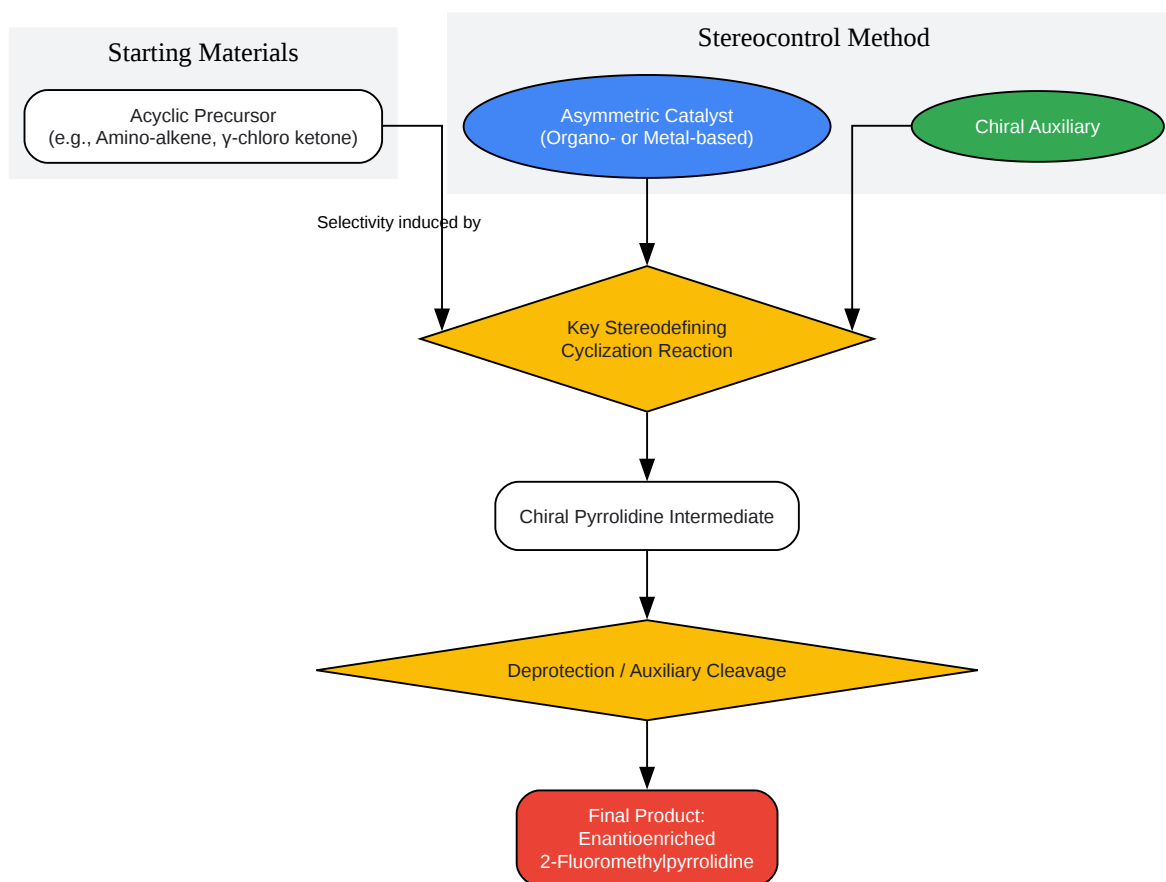 Starting Materials
Stereocontrol Method
Acyclic Precursor
(e.g., Amino-alkene, γ-chloro ketone)
Asymmetric Catalyst
(Organo- or Metal-based)
Chiral Auxiliary
Selectivity induced by
Key Stereodefining
Cyclization Reaction
Chiral Pyrrolidine Intermediate
Deprotection / Auxiliary Cleavage
Final Product:
Enantioenriched
2-Fluoromethylpyrrolidine